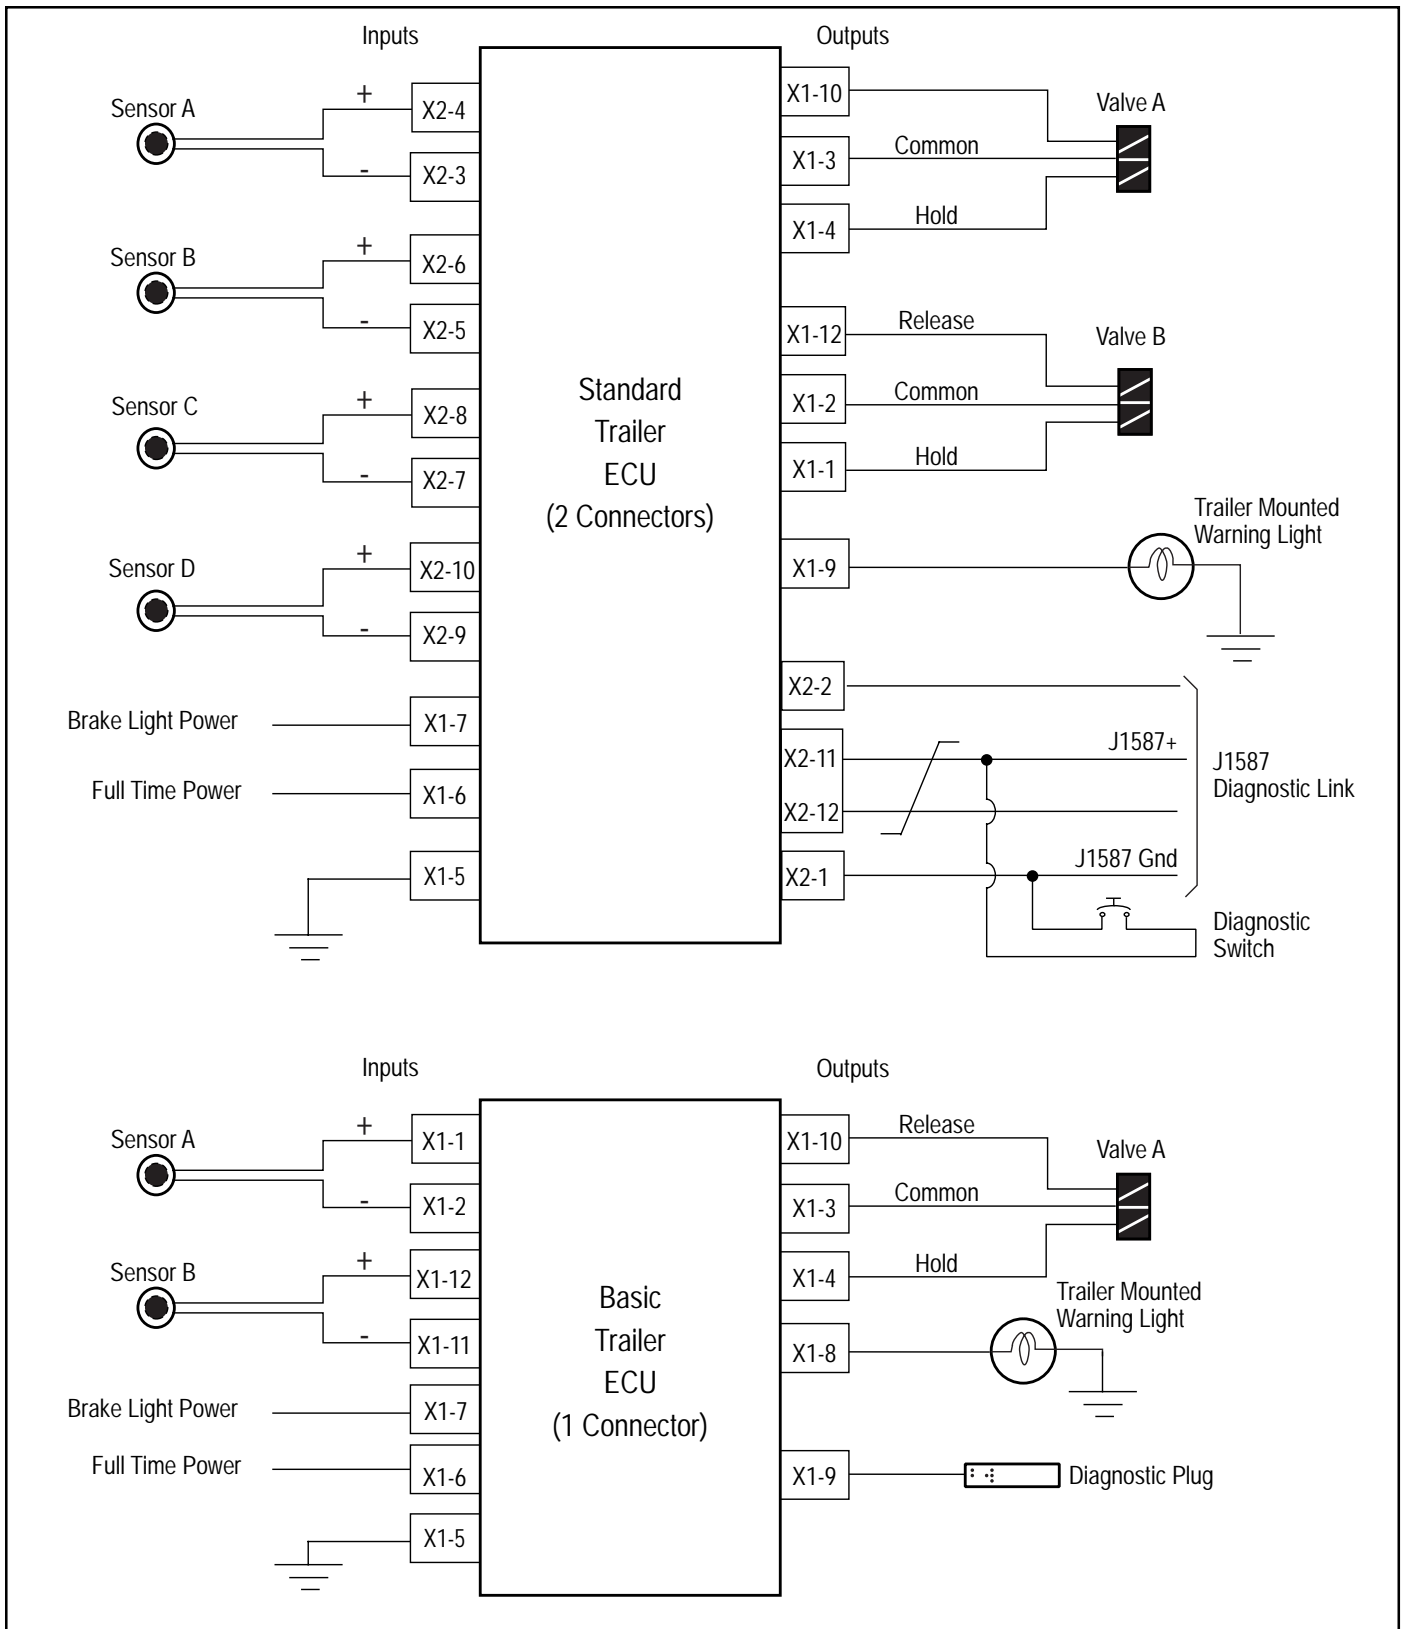 Inputs
Outputs
Sensor A
+
X2-4
-
X2-3
Sensor B
+
X2-6
-
X2-5
Sensor C
+
X2-8
-
X2-7
Sensor D
+
X2-10
-
X2-9
Brake Light Power
X1-7
Full Time Power
X1-6
X1-5
Standard
Trailer
ECU
(2 Connectors)
X1-10
Valve A
X1-3
Common
X1-4
Hold
X1-12
Release
Valve B
X1-2
Common
X1-1
Hold
X1-9
Trailer Mounted
Warning Light
X2-2
X2-11
J1587+
X2-12
X2-1
J1587 Gnd
J1587
Diagnostic Link
Diagnostic
Switch
Inputs
Outputs
Sensor A
+
X1-1
-
X1-2
Sensor B
+
X1-12
-
X1-11
Brake Light Power
X1-7
Full Time Power
X1-6
X1-5
Basic
Trailer
ECU
(1 Connector)
X1-10
Release
Valve A
X1-3
Common
X1-4
Hold
X1-8
Trailer Mounted
Warning Light
X1-9
Diagnostic Plug